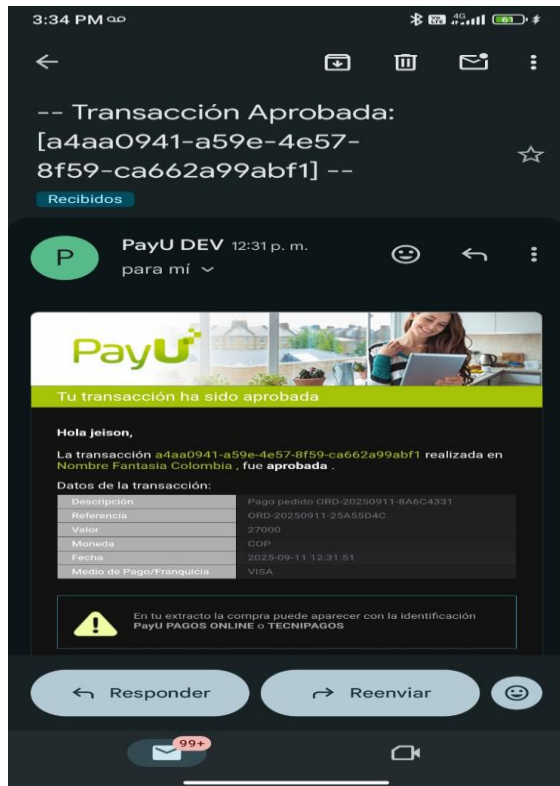 3:34 PM
4G
61
-- Transacción Aprobada:
[a4aa0941-a59e-4e57-
8f59-ca662a99abf1] --
Recibidos
P
PayU DEV 12:31 p. m.
para mí
PayU
Tu transacción ha sido aprobada
Hola jeison,
La transacción a4aa0941-a59e-4e57-8f59-ca662a99abf1 realizada en
Nombre Fantasia Colombia , fue aprobada .
Datos de la transacción:
Descripción Pago pedido ORD-20250911-8A6C4331
Referencia ORD-20250911-25A55D4C
Valor 27000
Moneda COP
Fecha 2025-09-11 12:31:51
Medio de Pago/Franquicia VISA
En tu extracto la compra puede aparecer con la identificación
PayU PAGOS ONLINE o TECNIPAGOS
Responder
Reenviar
99+